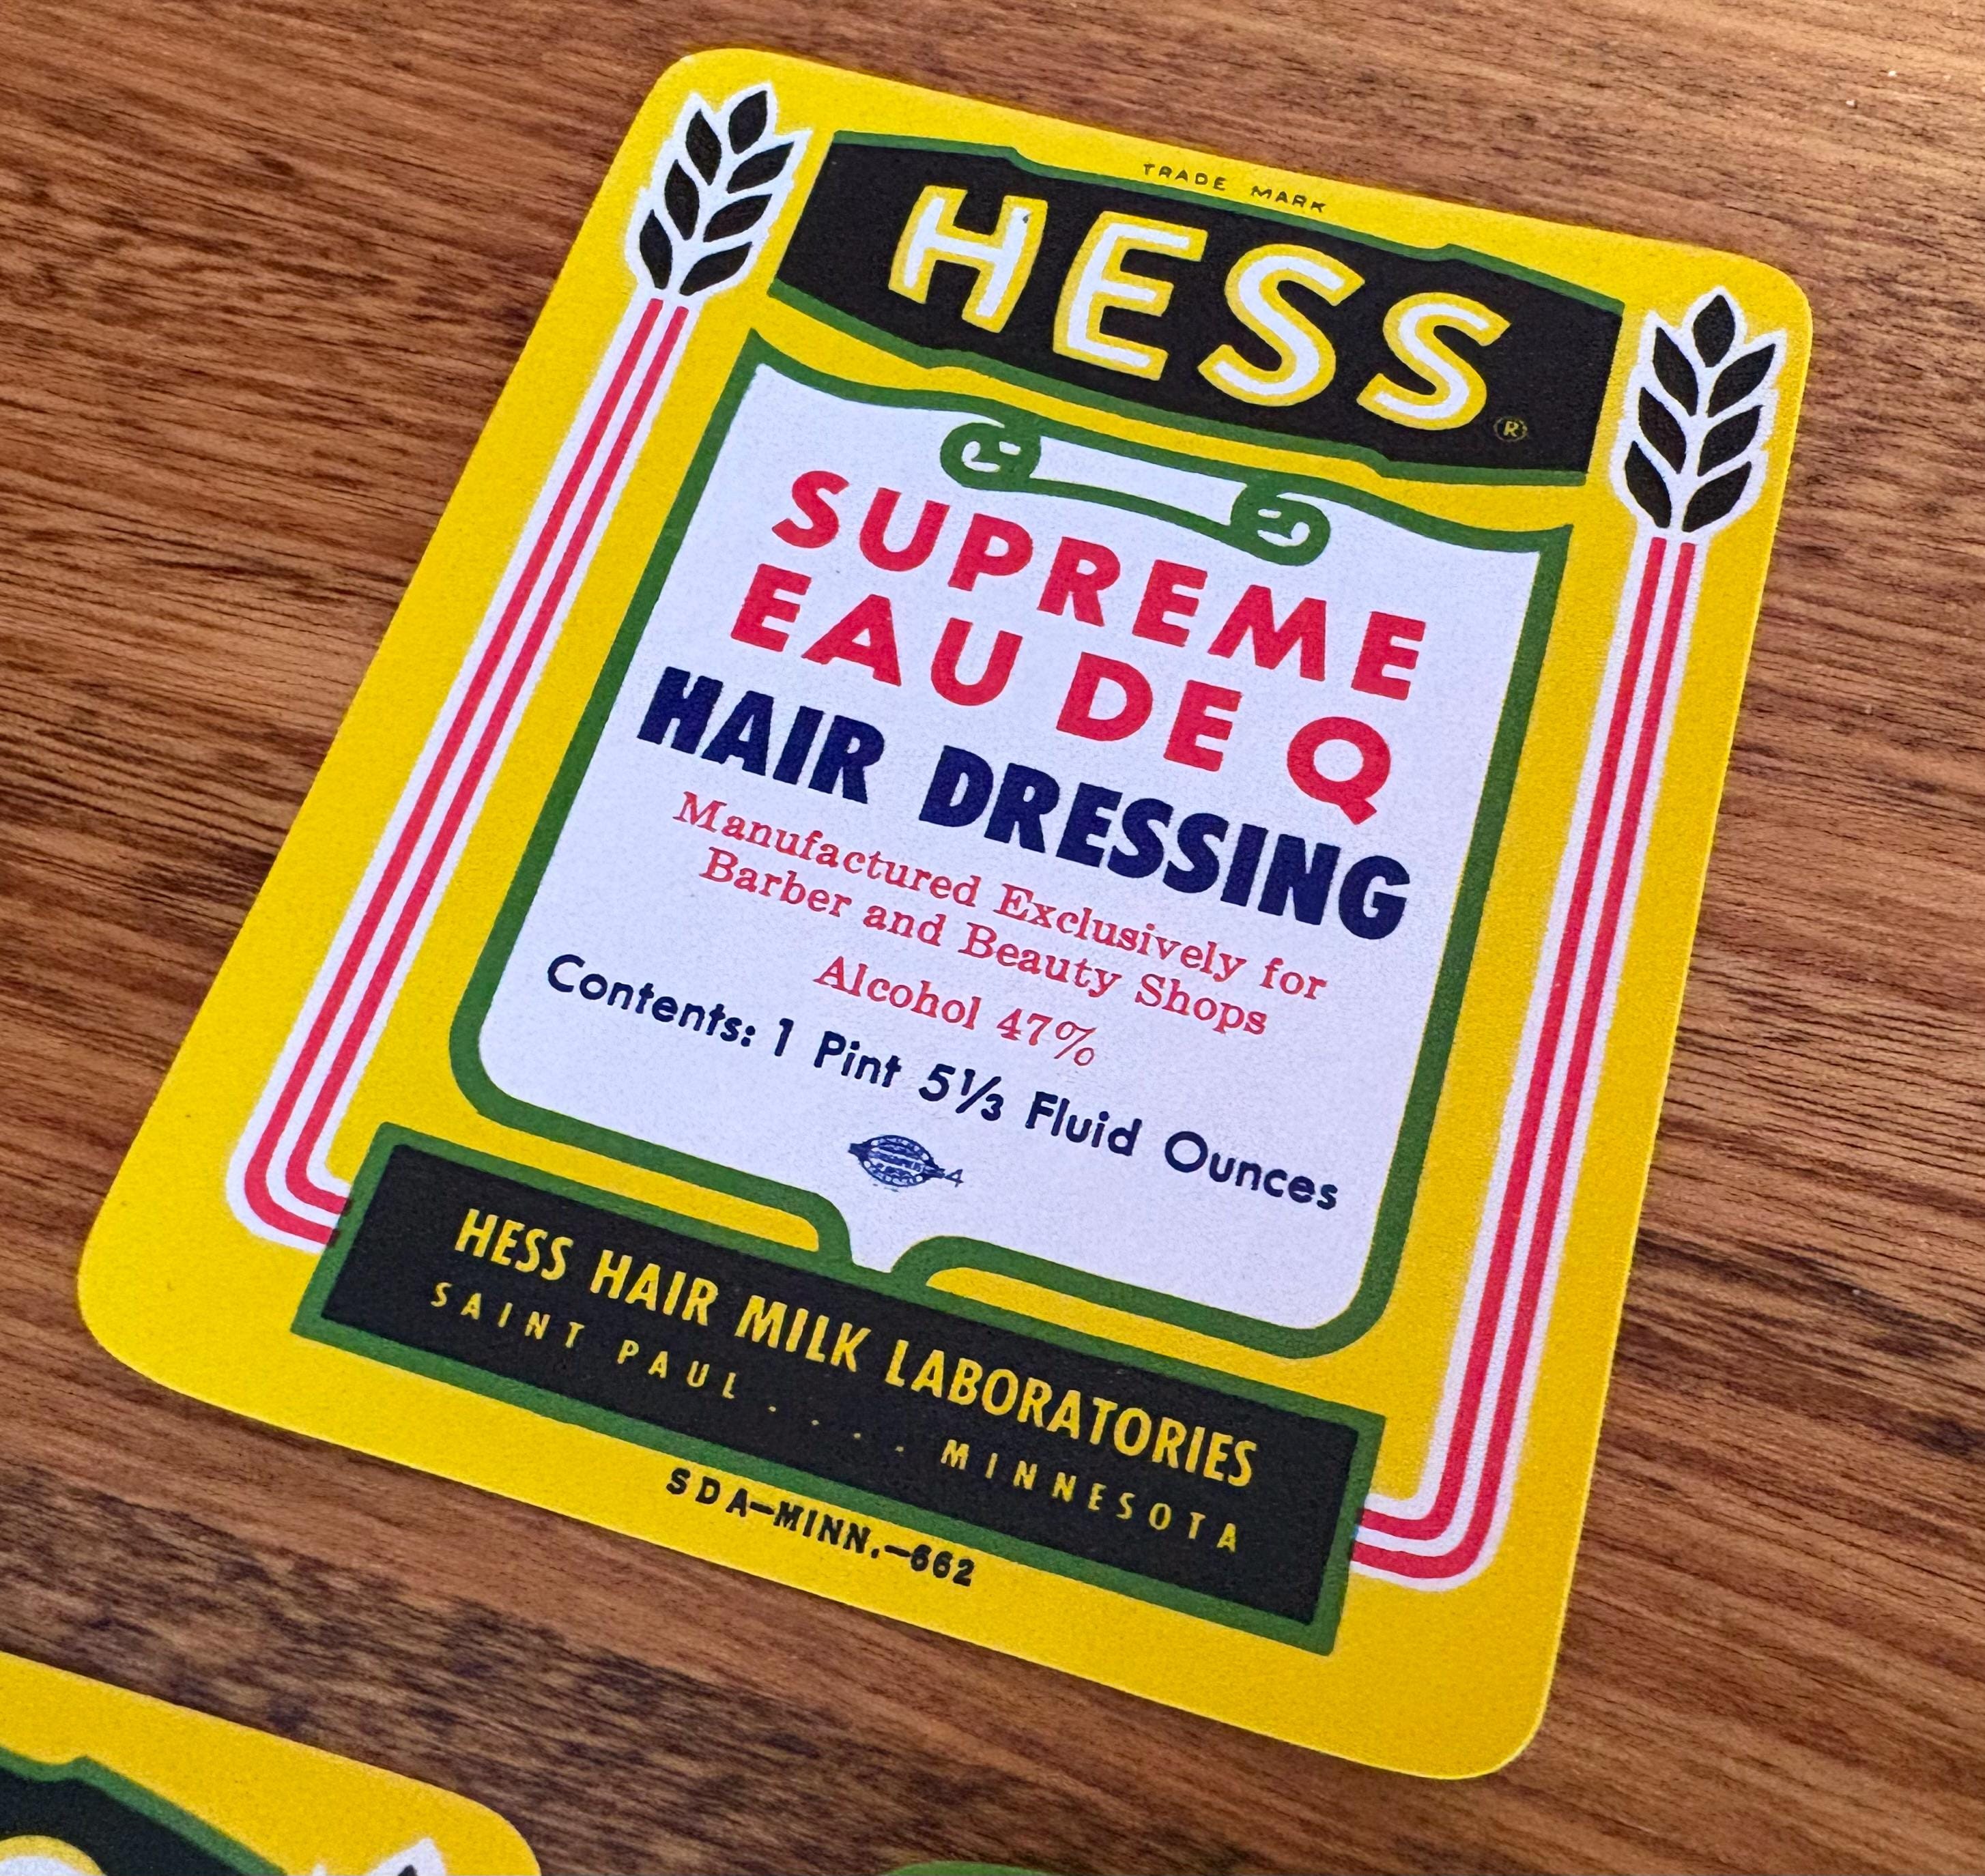 TRADE MARK
HESS®
SUPREME
EAU DE Q
HAIR DRESSING
Manufactured Exclusively for
Barber and Beauty Shops
Alcohol 47%
Contents: 1 Pint 5⅓ Fluid Ounces
4
HESS HAIR MILK LABORATORIES
SAINT PAUL . . . . MINNESOTA
SDA—MINN.—662